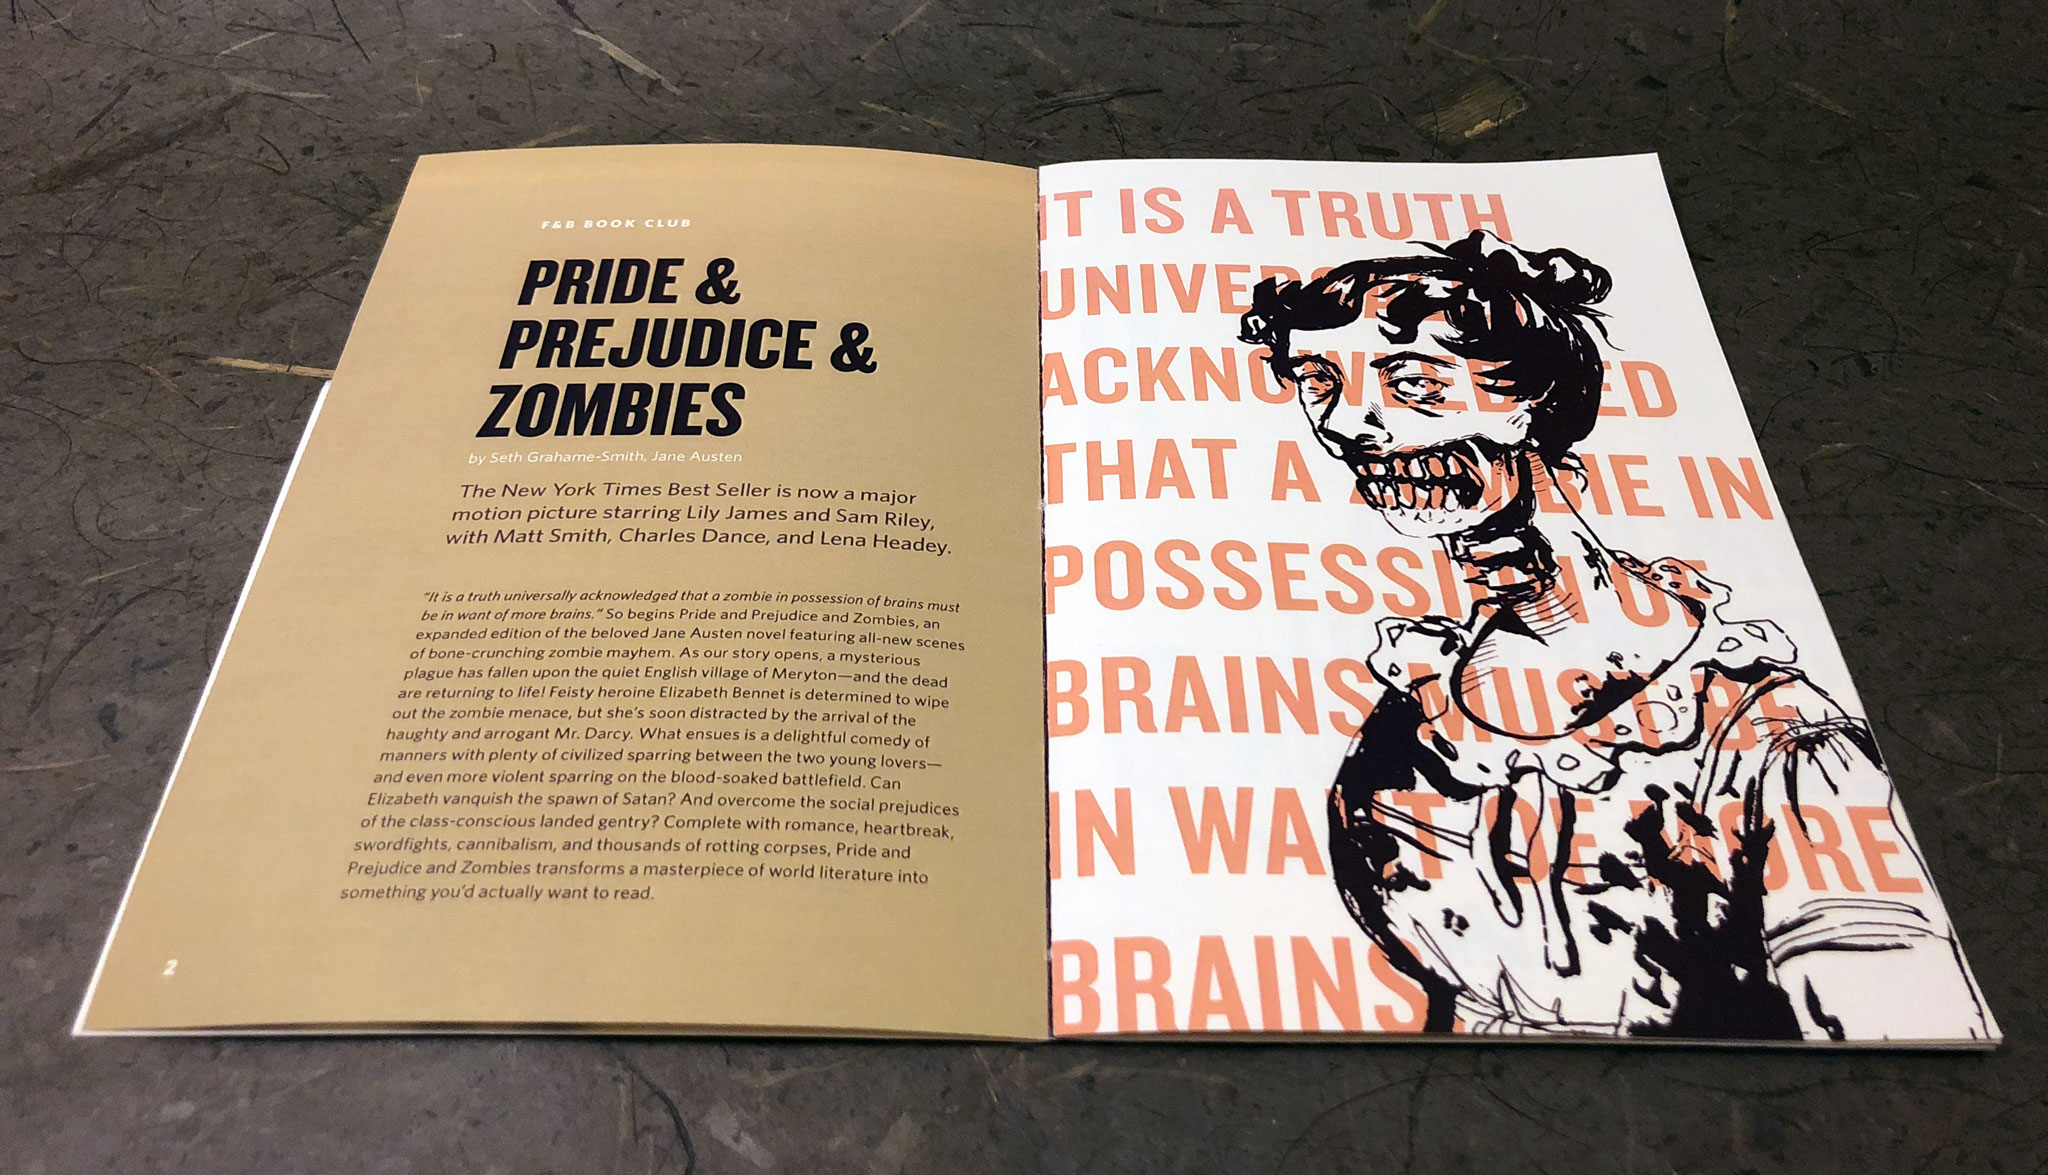 F&B BOOK CLUB
PRIDE &
PREJUDICE &
ZOMBIES
by Seth Grahame-Smith, Jane Austen
The New York Times Best Seller is now a major
motion picture starring Lily James and Sam Riley,
with Matt Smith, Charles Dance, and Lena Headey.
"It is a truth universally acknowledged that a zombie in possession of brains must
be in want of more brains." So begins Pride and Prejudice and Zombies, an
expanded edition of the beloved Jane Austen novel featuring all-new scenes
of bone-crunching zombie mayhem. As our story opens, a mysterious
plague has fallen upon the quiet English village of Meryton—and the dead
are returning to life! Feisty heroine Elizabeth Bennet is determined to wipe
out the zombie menace, but she's soon distracted by the arrival of the
haughty and arrogant Mr. Darcy. What ensues is a delightful comedy of
manners with plenty of civilized sparring between the two young lovers—
and even more violent sparring on the blood-soaked battlefield. Can
Elizabeth vanquish the spawn of Satan? And overcome the social prejudices
of the class-conscious landed gentry? Complete with romance, heartbreak,
swordfights, cannibalism, and thousands of rotting corpses, Pride and
Prejudice and Zombies transforms a masterpiece of world literature into
something you'd actually want to read.
2
IT IS A TRUTH
UNIVERSALLY
ACKNOWLEDGED
THAT A ZOMBIE IN
POSSESSION OF
BRAINS MUST BE
IN WANT OF MORE
BRAINS